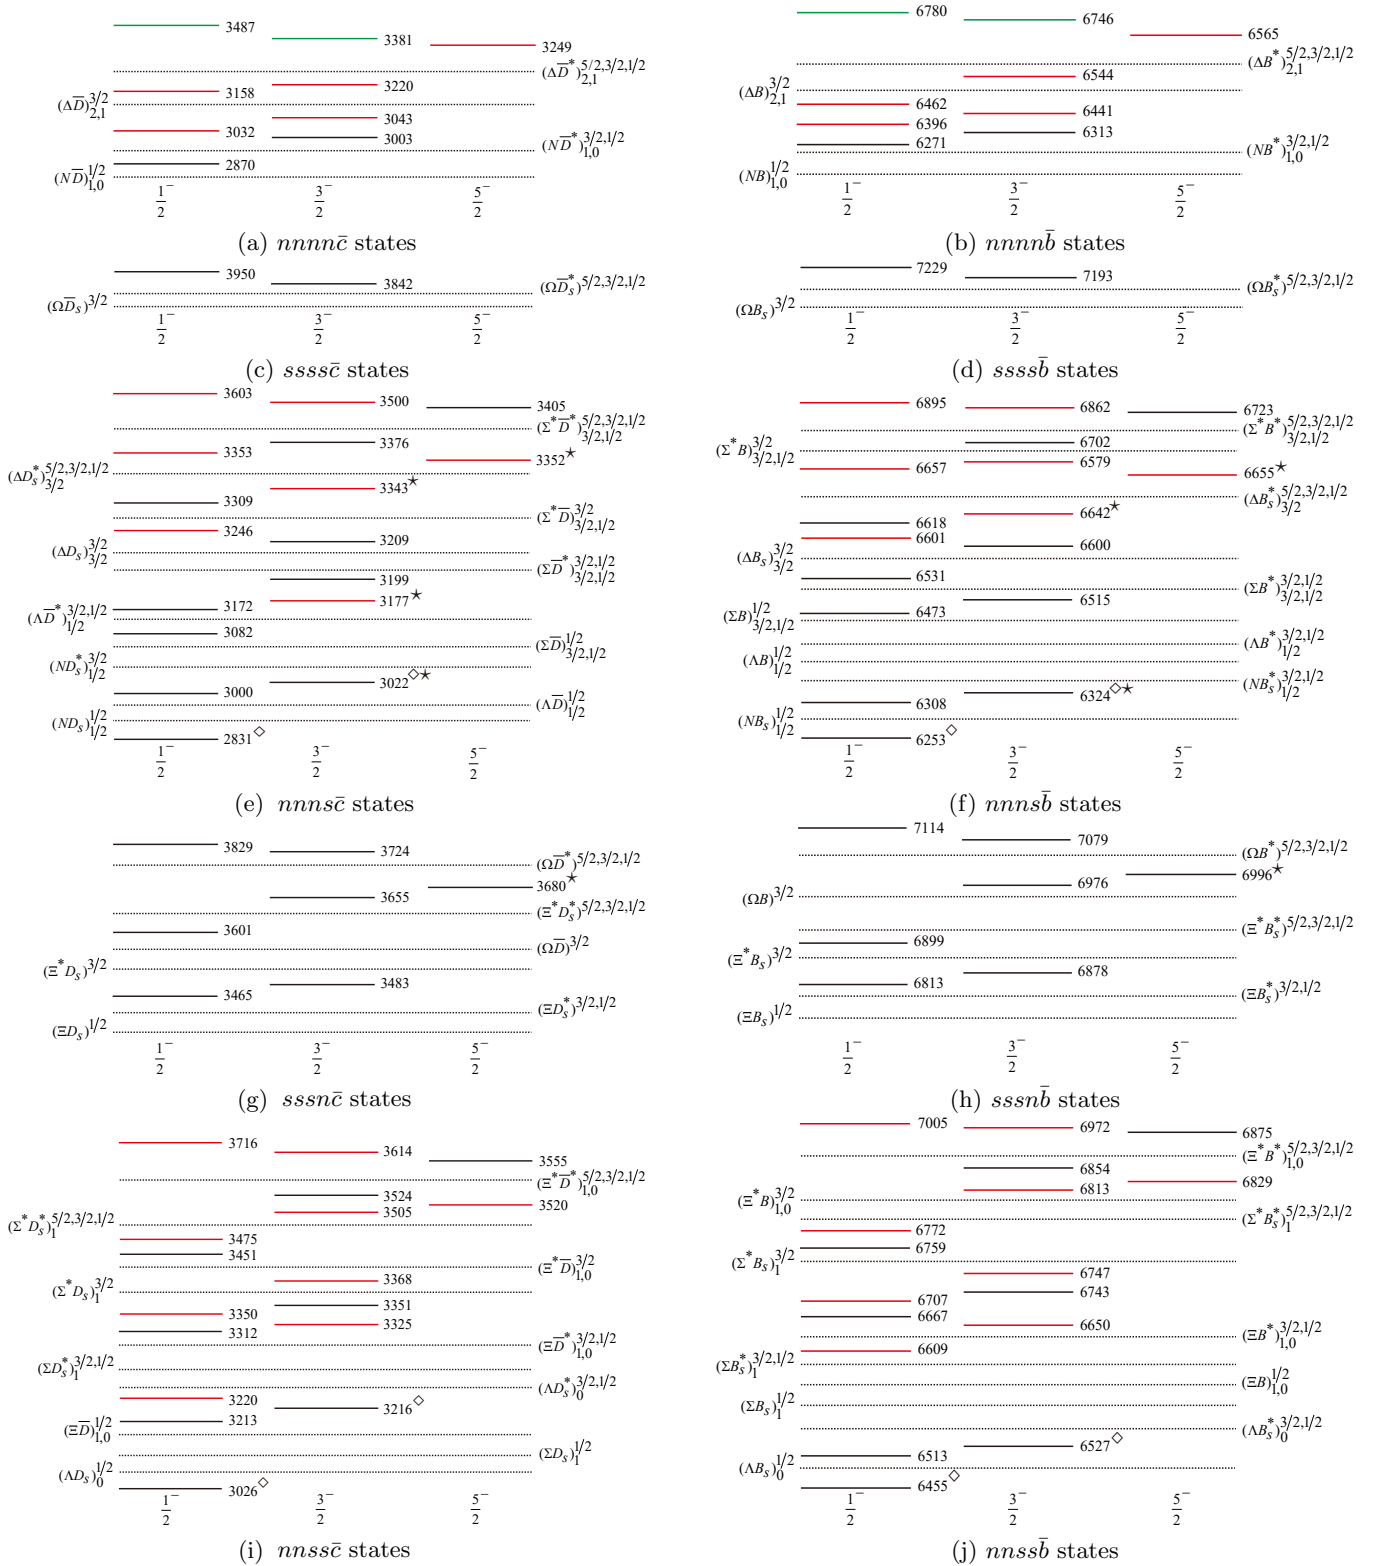 3487
3381
3249
(ΔD̅*)2,1^5/2,3/2,1/2
3220
(ΔD̅)2,1^3/2
3158
3043
3032
3003
(ND̅*)1,0^3/2,1/2
2870
(ND̅)1,0^1/2
1/2^- 3/2^- 5/2^-
(a) nnnnc̄ states
6780
6746
6565
(ΔB*)2,1^5/2,3/2,1/2
6544
(ΔB)2,1^3/2
6462
6441
6396
6313
6271
(NB*)1,0^3/2,1/2
(NB)1,0^1/2
1/2^- 3/2^- 5/2^-
(b) nnnnb̄ states
3950
3842
(ΩD̅s*)^5/2,3/2,1/2
(ΩD̅s)^3/2
1/2^- 3/2^- 5/2^-
(c) ssssc̄ states
7229
7193
(ΩBs*)^5/2,3/2,1/2
(ΩBs)^3/2
1/2^- 3/2^- 5/2^-
(d) ssssb̄ states
3603
3500
3405
(Σ*D̅*)3/2,1/2^5/2,3/2,1/2
3376
3353
3352★
(ΔDs*)3/2^5/2,3/2,1/2
3343★
3309
(Σ*D̅)3/2,1/2^3/2
3246
3209
(ΔDs)3/2^3/2
(ΣD̅*)3/2,1/2^3/2,1/2
3199
3177★
3172
(ΛD̅*)1/2^3/2,1/2
3082
(ΣD̅)3/2,1/2^1/2
(NDs*)1/2^3/2
3022◇★
3000
(ΛD̅)1/2^1/2
(NDs)1/2^1/2
2831◇
1/2^- 3/2^- 5/2^-
(e) nnnsc̄ states
6895
6862
6723
(Σ*B*)3/2,1/2^5/2,3/2,1/2
6702
(Σ*B)3/2,1/2^3/2
6579
6657
6655★
(ΔBs*)3/2^5/2,3/2,1/2
6642★
6618
6601
6600
(ΔBs)3/2^3/2
6531
(ΣB*)3/2,1/2^3/2,1/2
6515
6473
(ΣB)3/2,1/2^1/2
(ΛB*)1/2^3/2,1/2
(ΛB)1/2^1/2
(NBs*)1/2^3/2,1/2
6324◇★
6308
(NBs)1/2^1/2
6253◇
1/2^- 3/2^- 5/2^-
(f) nnnsb̄ states
3829
3724
(ΩD̅*)^5/2,3/2,1/2
3680★
3655
(Ξ*Ds*)^5/2,3/2,1/2
3601
(ΩD̅)^3/2
(Ξ*Ds)^3/2
3483
3465
(ΞDs*)^3/2,1/2
(ΞDs)^1/2
1/2^- 3/2^- 5/2^-
(g) sssnc̄ states
7114
7079
(ΩB*)^5/2,3/2,1/2
6996★
6976
(ΩB)^3/2
(Ξ*Bs*)^5/2,3/2,1/2
6899
(Ξ*Bs)^3/2
6878
6813
(ΞBs*)^3/2,1/2
(ΞBs)^1/2
1/2^- 3/2^- 5/2^-
(h) sssnb̄ states
3716
3614
3555
(Ξ*D̅*)1,0^5/2,3/2,1/2
3524
3520
3505
(Σ*Ds*)1^5/2,3/2,1/2
3475
3451
(Ξ*D̅)1,0^3/2
3368
(Σ*Ds)1^3/2
3351
3350
3325
3312
(ΞD̅*)1,0^3/2,1/2
(ΣDs*)1^3/2,1/2
(ΛDs*)0^3/2,1/2
3220
3216◇
3213
(ΞD̅)1,0^1/2
(ΣDs)1^1/2
(ΛDs)0^1/2
3026◇
1/2^- 3/2^- 5/2^-
(i) nnssc̄ states
7005
6972
6875
(Ξ*B*)1,0^5/2,3/2,1/2
6854
6829
6813
(Ξ*B)1,0^3/2
(Σ*Bs*)1^5/2,3/2,1/2
6772
6759
(Σ*Bs)1^3/2
6747
6743
6707
6667
6650
(ΞB*)1,0^3/2,1/2
6609
(ΣBs*)1^3/2,1/2
(ΞB)1,0^1/2
(ΣBs)1^1/2
(ΛBs*)0^3/2,1/2
6527◇
6513
(ΛBs)0^1/2
6455◇
1/2^- 3/2^- 5/2^-
(j) nnssb̄ states